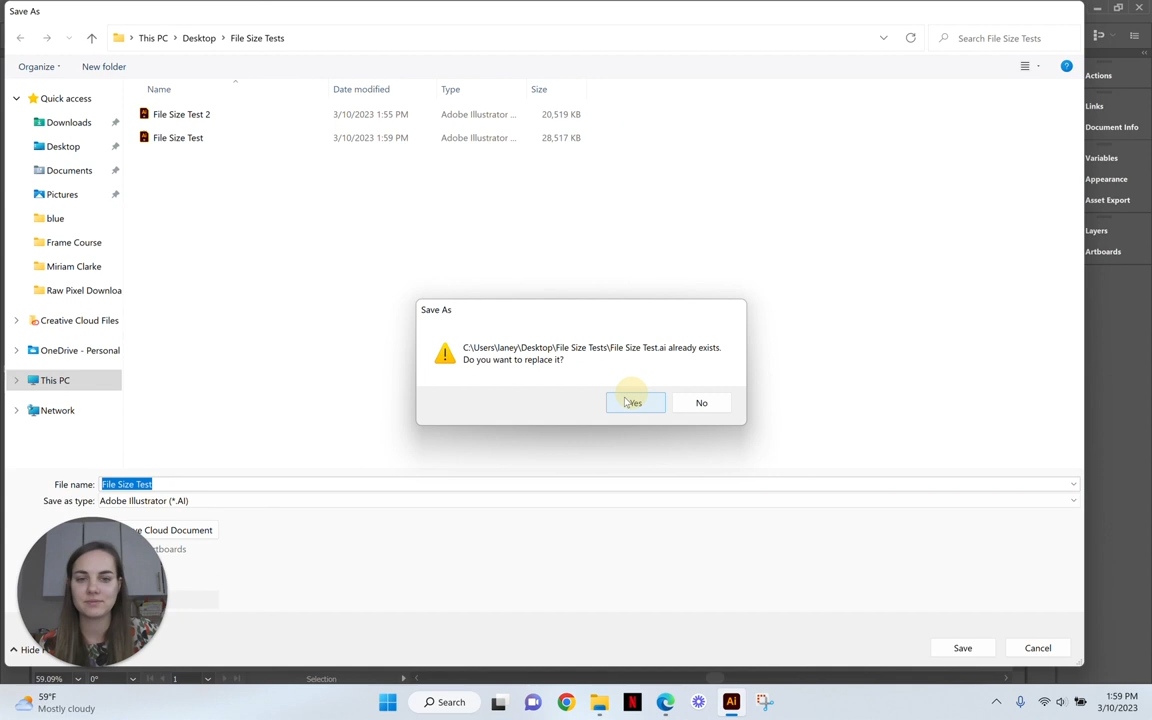 Save As
This PC
Desktop
File Size Tests
Search File Size Tests
Organize
New folder
Name
Date modified
Type
Size
Quick access
Downloads
Desktop
Documents
Pictures
blue
Frame Course
Miriam Clarke
Raw Pixel Downloa
Creative Cloud Files
OneDrive - Personal
This PC
Network
File Size Test 2
3/10/2023 1:55 PM
Adobe Illustrator ...
20,519 KB
File Size Test
3/10/2023 1:59 PM
Adobe Illustrator ...
28,517 KB
Save As
C:\Users\laney\Desktop\File Size Tests\File Size Test.ai already exists.
Do you want to replace it?
Yes
No
File name:
File Size Test
Save as type:
Adobe Illustrator (*.AI)
Cloud Document
Save
Cancel
Actions
Links
Document Info
Variables
Appearance
Asset Export
Layers
Artboards
59.09%
0°
1
Selection
59°F
Mostly cloudy
Search
1:59 PM
3/10/2023